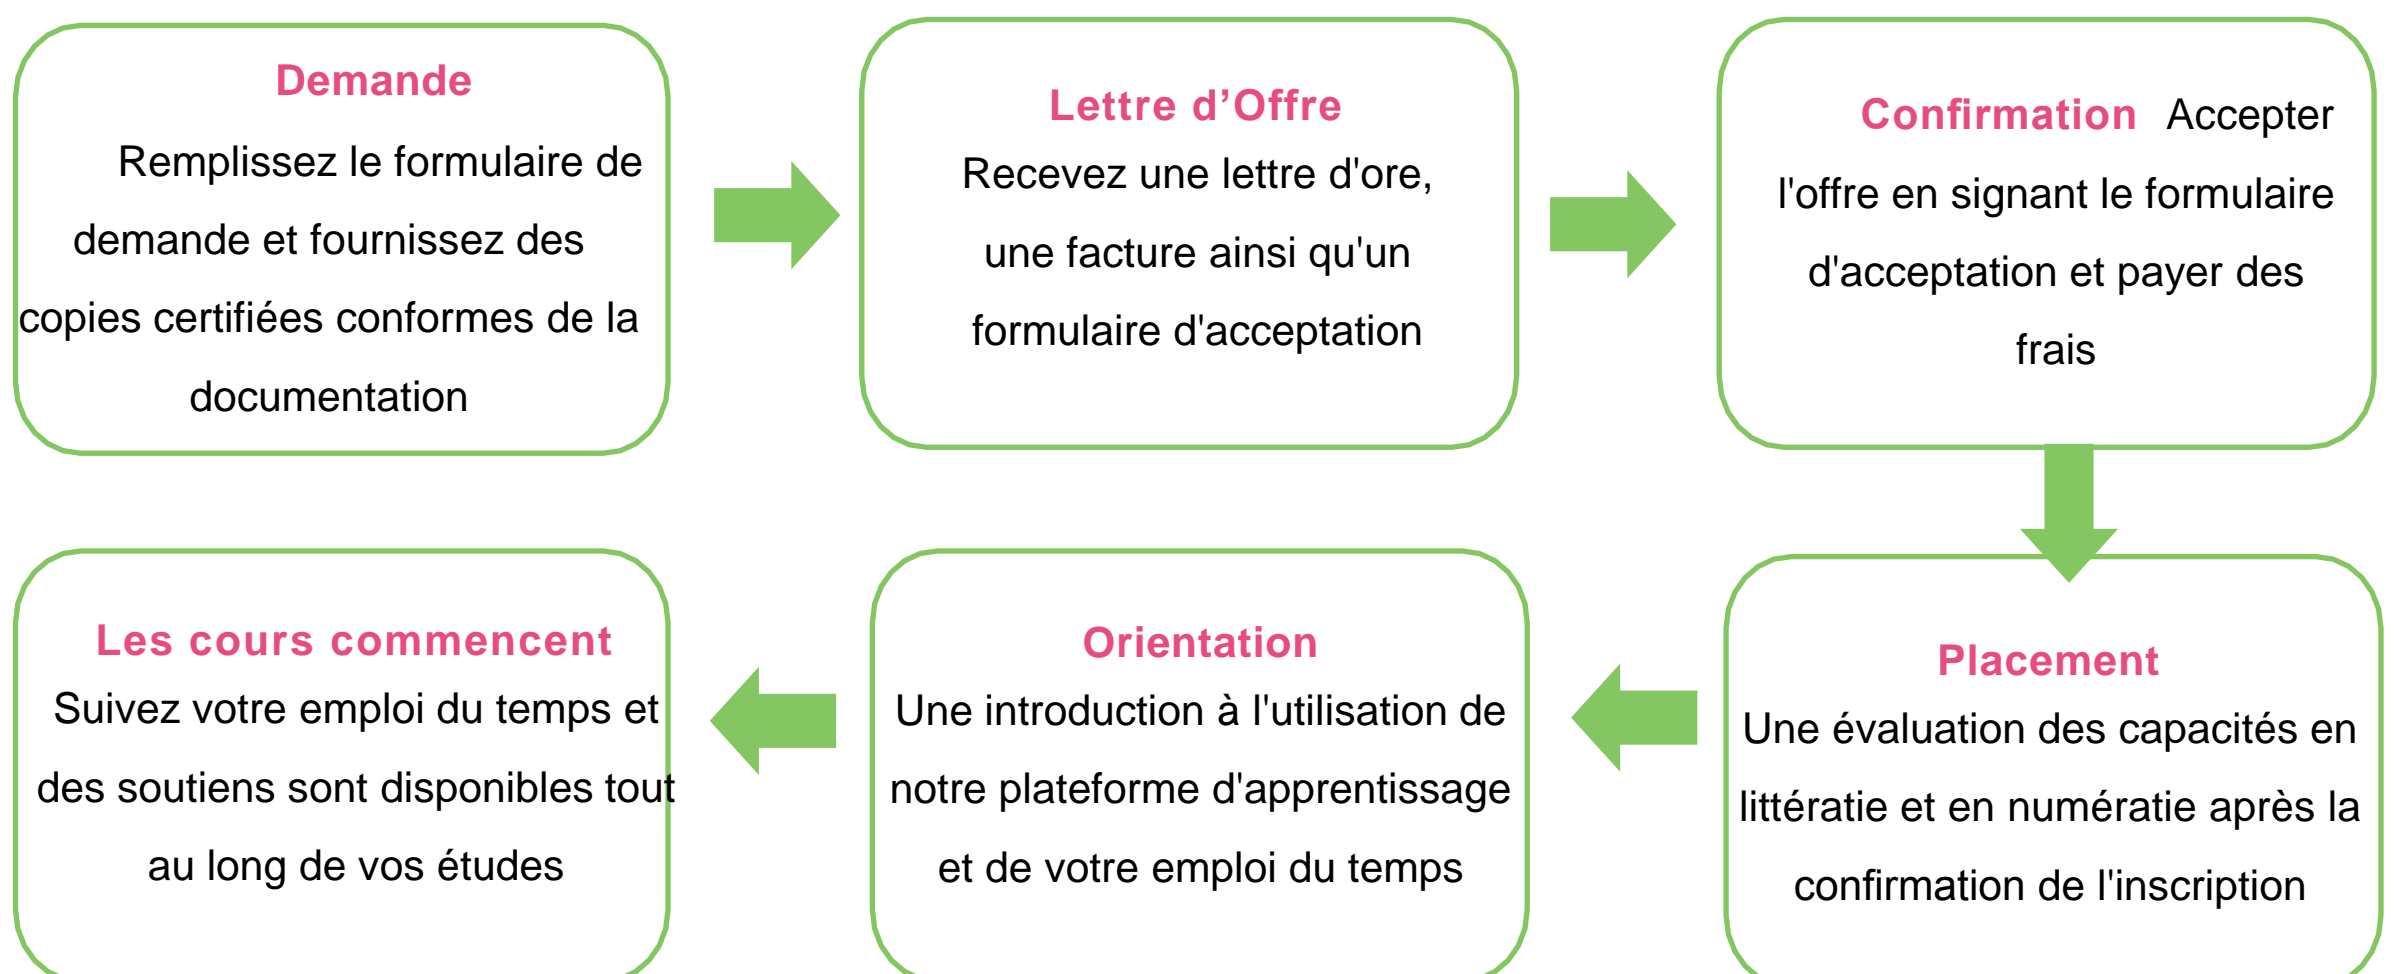 Demande
Remplissez le formulaire de
demande et fournissez des
copies certifiées conformes de la
documentation
Lettre d’Offre
Recevez une lettre d'ore,
une facture ainsi qu'un
formulaire d'acceptation
Confirmation Accepter
l'offre en signant le formulaire
d'acceptation et payer des
frais
Placement
Une évaluation des capacités en
littératie et en numératie après la
confirmation de l'inscription
Orientation
Une introduction à l'utilisation de
notre plateforme d'apprentissage
et de votre emploi du temps
Les cours commencent
Suivez votre emploi du temps et
des soutiens sont disponibles tout
au long de vos études